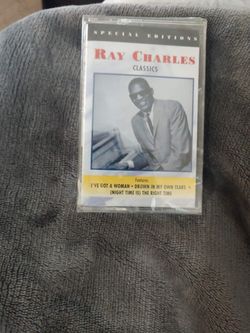 SPECIAL EDITIONS
RAY CHARLES
CLASSICS
Features:
I'VE GOT A WOMAN • DROWN IN MY OWN TEARS •
(NIGHT TIME IS) THE RIGHT TIME